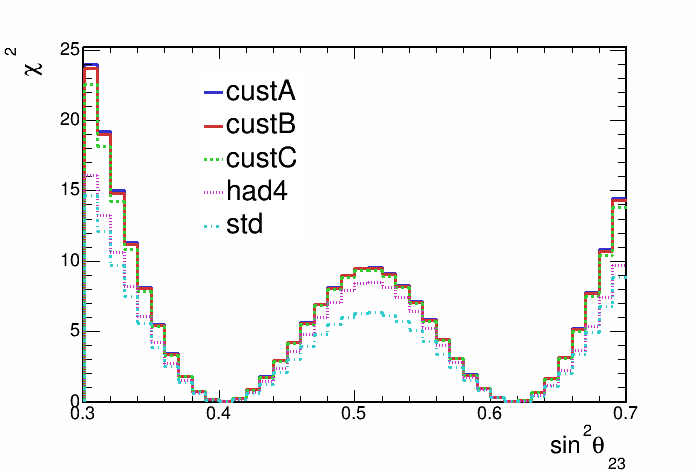 χ²
25
20
15
10
5
0
custA
custB
custC
had4
std
0.3 0.4 0.5 0.6 0.7
sin²θ₂₃